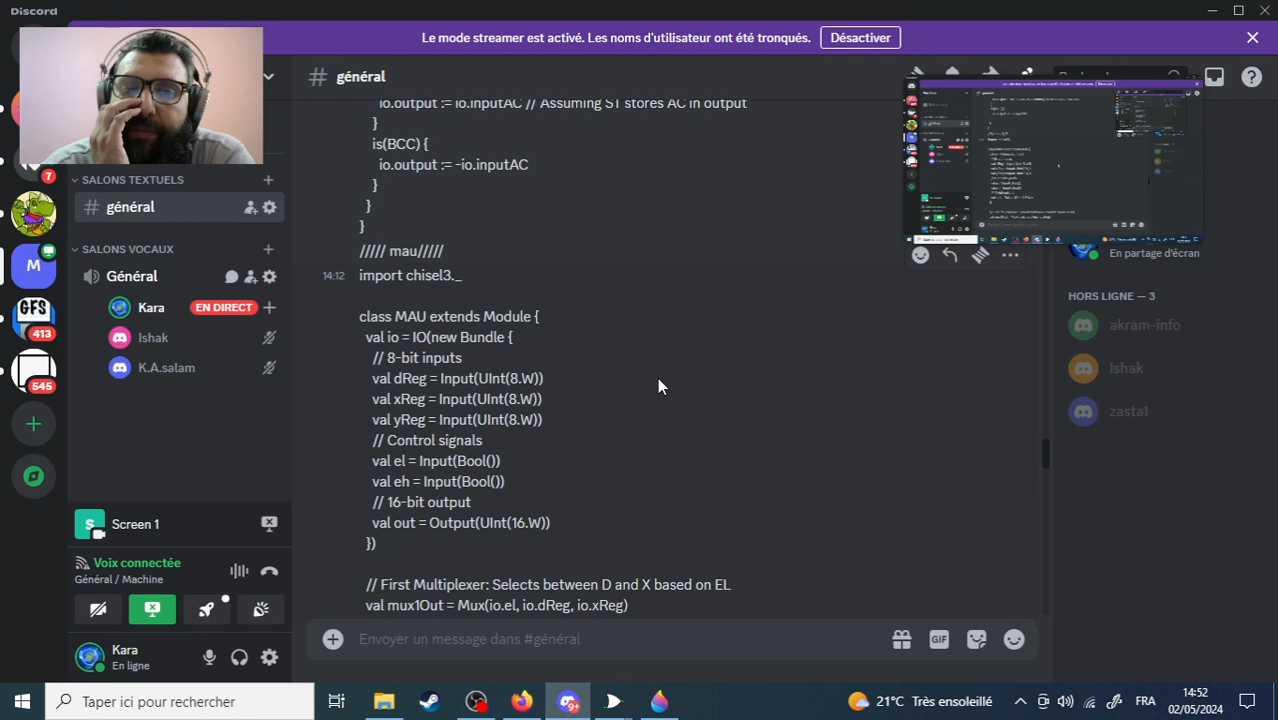 Discord
Le mode streamer est activé. Les noms d'utilisateur ont été tronqués.
Désactiver
# général
io.output := io.inputAC // Assuming ST stores AC in output
}
is(BCC) {
io.output := -io.inputAC
}
}
}
///// mau/////
14:12
import chisel3._
class MAU extends Module {
val io = IO(new Bundle {
// 8-bit inputs
val dReg = Input(UInt(8.W))
val xReg = Input(UInt(8.W))
val yReg = Input(UInt(8.W))
// Control signals
val el = Input(Bool())
val eh = Input(Bool())
// 16-bit output
val out = Output(UInt(16.W))
})
// First Multiplexer: Selects between D and X based on EL
val mux1Out = Mux(io.el, io.dReg, io.xReg)
Envoyer un message dans #général
GIF
7
M
GFS
413
545
SALONS TEXTUELS
# général
SALONS VOCAUX
Général
Kara
EN DIRECT
Ishak
K.A.salam
S
Screen 1
Voix connectée
Général / Machine
Kara
En ligne
En partage d'écran
HORS LIGNE — 3
akram-info
Ishak
zasta1
Taper ici pour rechercher
9+
21°C Très ensoleillé
FRA
14:52
02/05/2024